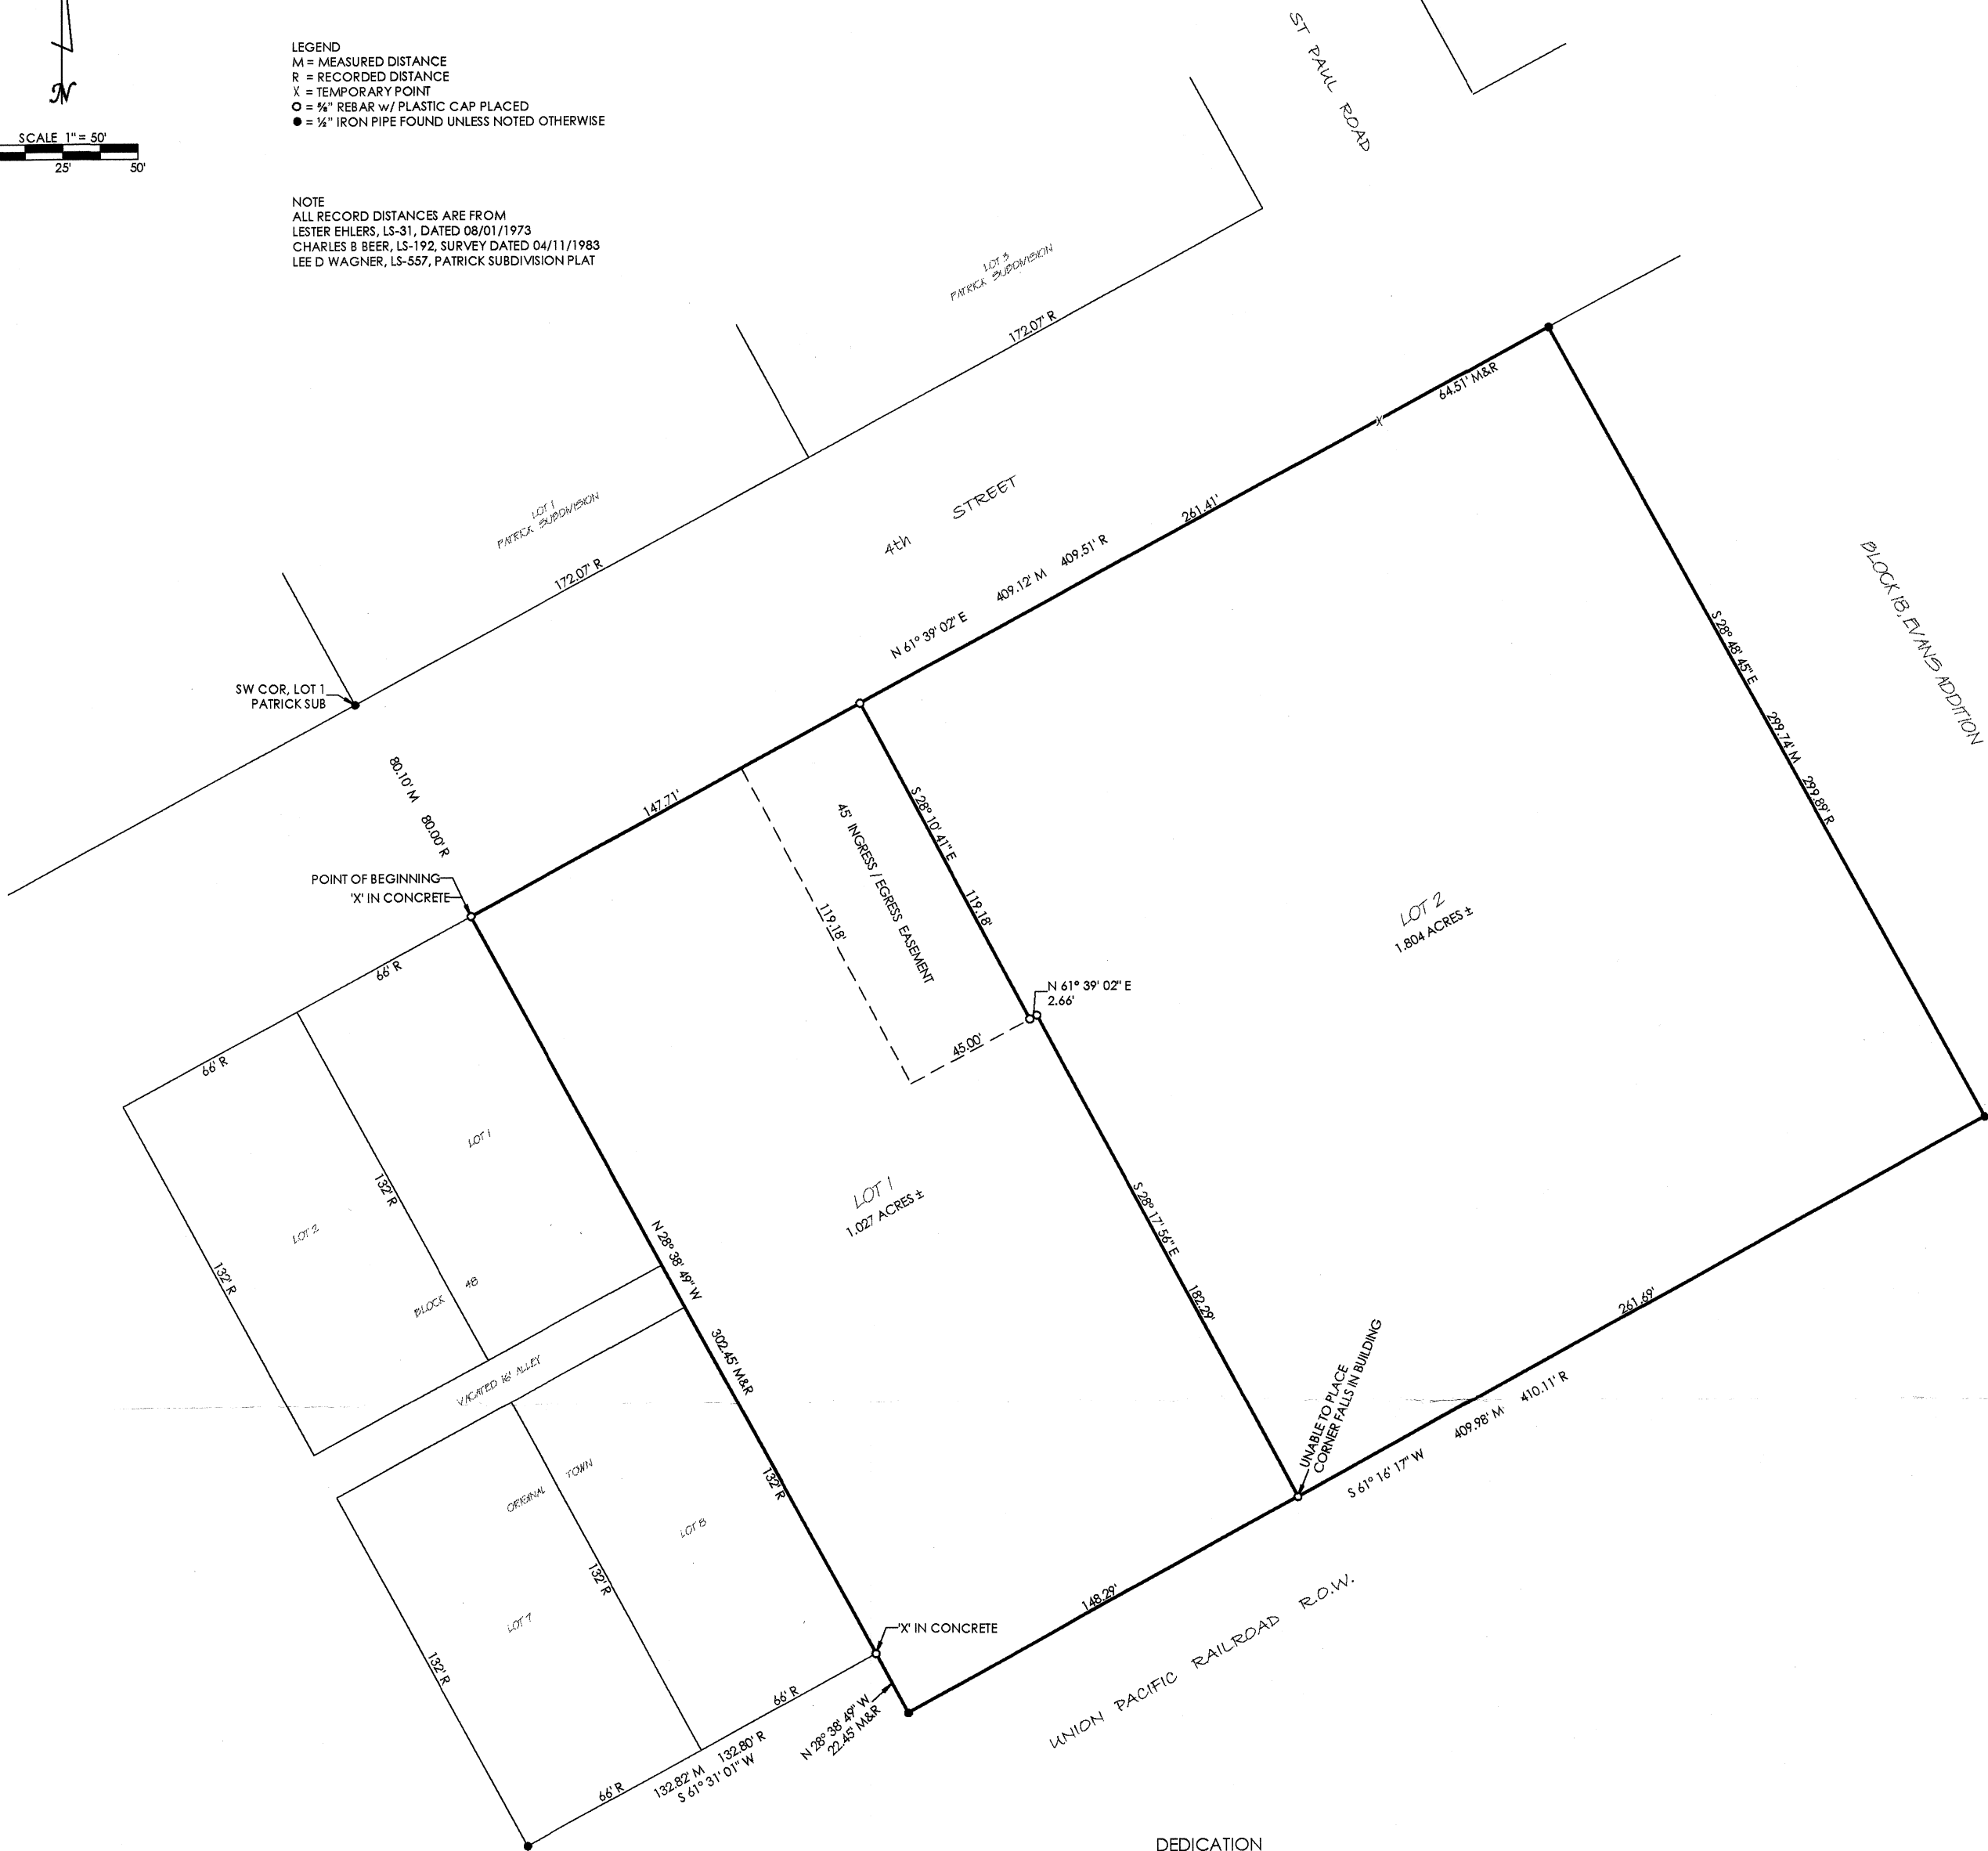 N
SCALE 1" = 50'
25'
50'
LEGEND
M = MEASURED DISTANCE
R = RECORDED DISTANCE
X = TEMPORARY POINT
O = ⅝" REBAR w/ PLASTIC CAP PLACED
● = ½" IRON PIPE FOUND UNLESS NOTED OTHERWISE
NOTE
ALL RECORD DISTANCES ARE FROM
LESTER EHLERS, LS-31, DATED 08/01/1973
CHARLES B BEER, LS-192, SURVEY DATED 04/11/1983
LEE D WAGNER, LS-557, PATRICK SUBDIVISION PLAT
ST PAUL ROAD
LOT 3
PATRICK SUBDIVISION
172.07' R
64.51' M&R
X
LOT 1
PATRICK SUBDIVISION
172.07' R
4th STREET
261.41'
409.12' M 409.51' R
N 61° 39' 02" E
BLOCK 18, EVANS ADDITION
S 28° 48' 45" E
299.74' M 299.89' R
SW COR, LOT 1
PATRICK SUB
80.10' M 80.00' R
147.71'
POINT OF BEGINNING
'X' IN CONCRETE
45' INGRESS / EGRESS EASEMENT
119.18'
S 28° 10' 41" E
119.18'
45.00'
N 61° 39' 02" E
2.66'
LOT 2
1.804 ACRES ±
66' R
66' R
LOT 1
132' R
LOT 2
132' R
BLOCK 48
VACATED 16' ALLEY
LOT 1
1.027 ACRES ±
N 28° 38' 49" W
302.45' M&R
S 28° 17' 56" E
182.29'
UNABLE TO PLACE
CORNER FALLS IN BUILDING
261.69'
409.98' M 410.11' R
S 61° 16' 17" W
132' R
ORIGINAL TOWN
LOT 8
LOT 7
132' R
132' R
148.29'
'X' IN CONCRETE
UNION PACIFIC RAILROAD R.O.W.
N 28° 38' 49" W
22.45' M&R
66' R
66' R
132.82' M 132.80' R
S 61° 31' 01" W
DEDICATION